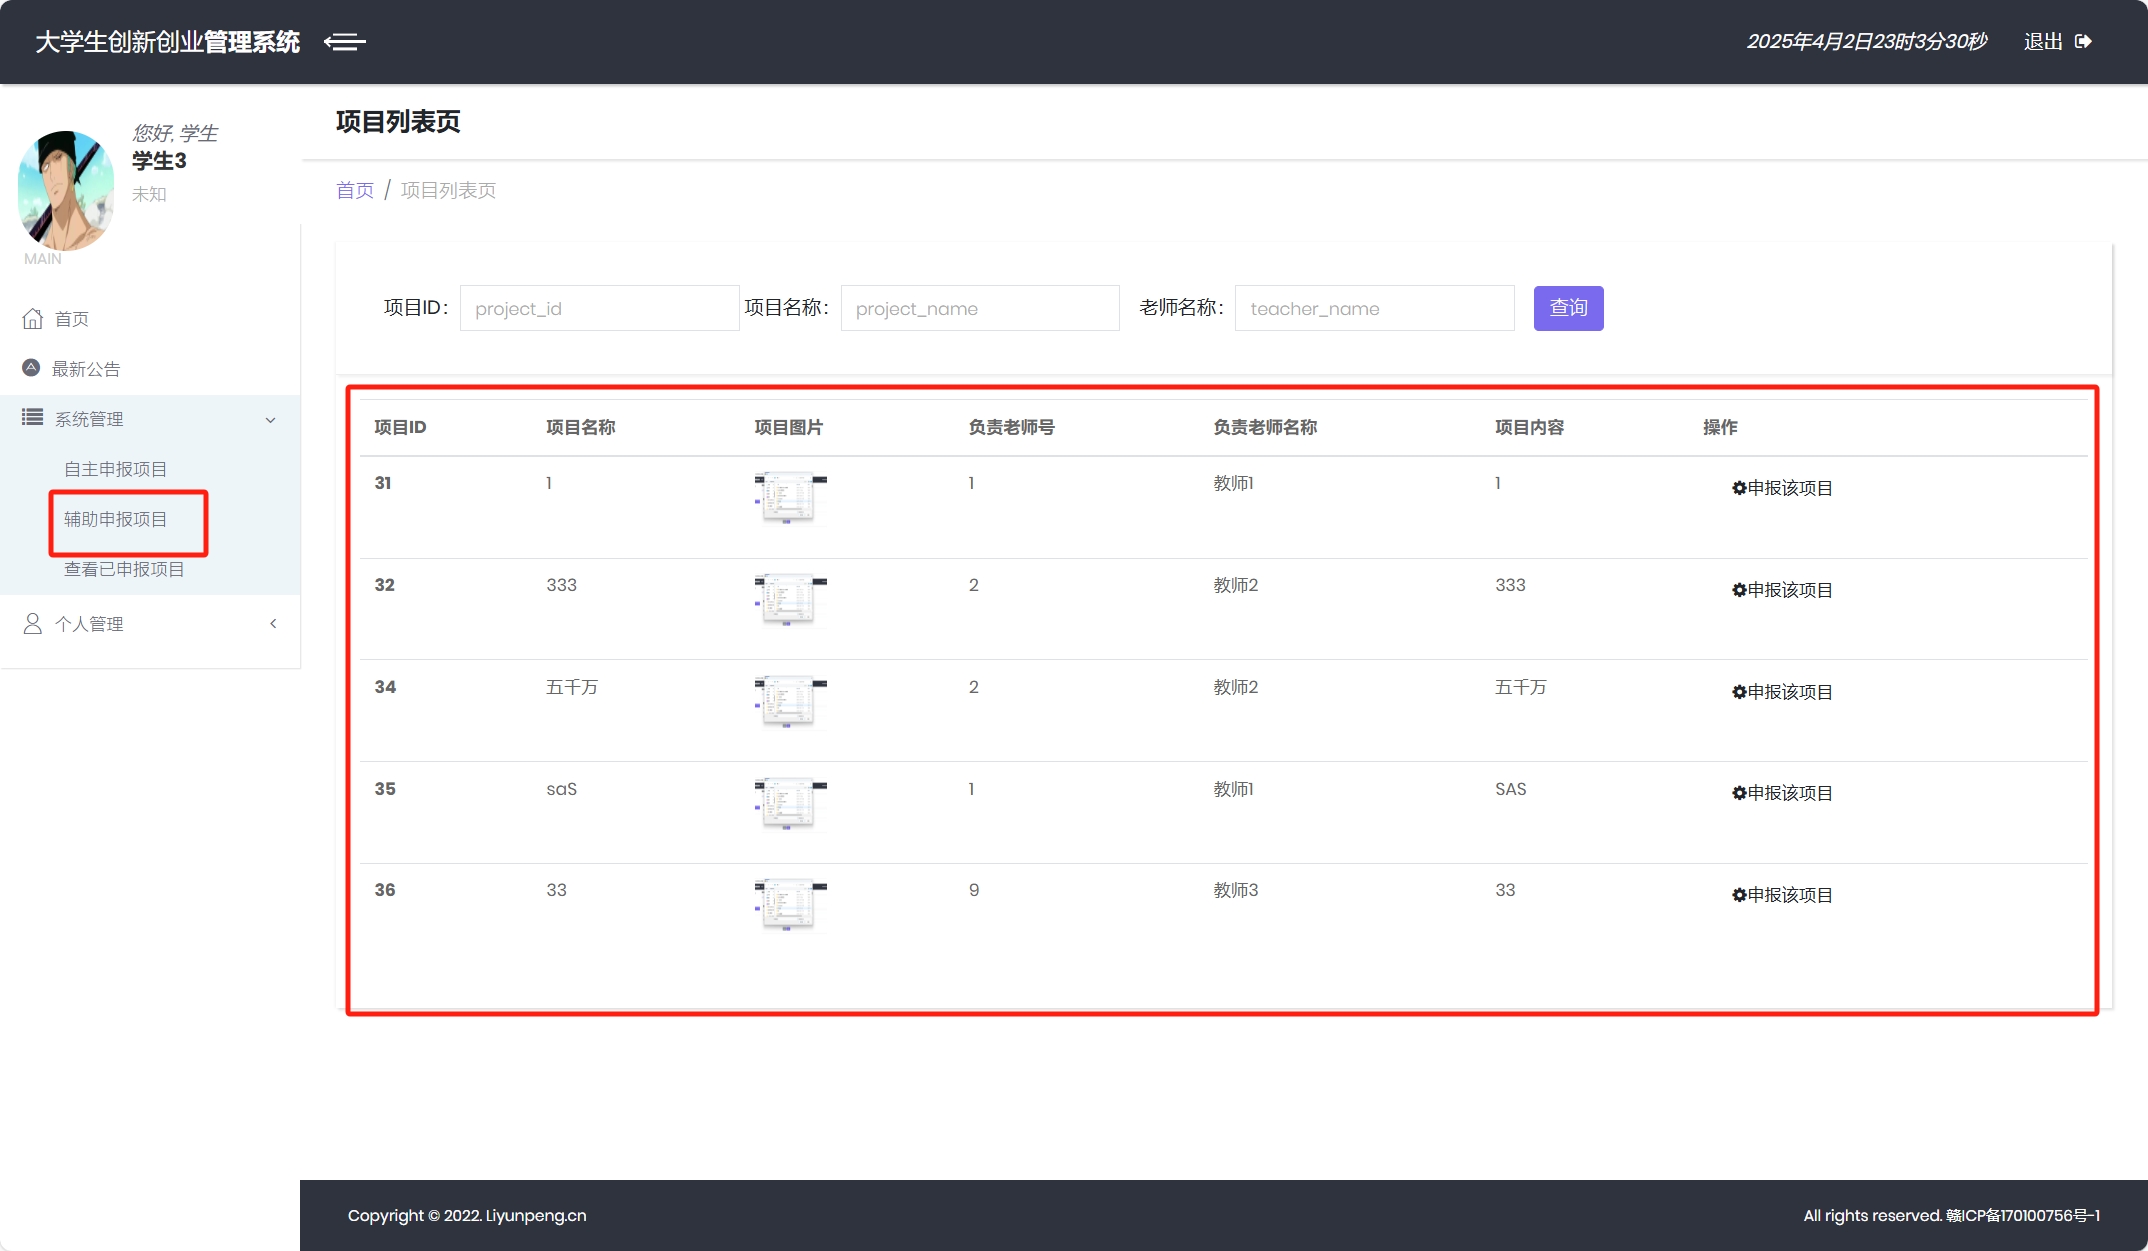 大学生创新创业管理系统
2025年4月2日23时3分30秒 退出
您好, 学生
学生3
未知
MAIN
首页
最新公告
系统管理
自主申报项目
辅助申报项目
查看已申报项目
个人管理
项目列表页
首页 / 项目列表页
项目ID: project_id 项目名称: project_name 老师名称: teacher_name 查询
项目ID 项目名称 项目图片 负责老师号 负责老师名称 项目内容 操作
31 1 1 教师1 1 申报该项目
32 333 2 教师2 333 申报该项目
34 五千万 2 教师2 五千万 申报该项目
35 saS 1 教师1 SAS 申报该项目
36 33 9 教师3 33 申报该项目
Copyright © 2022. Liyunpeng.cn All rights reserved. 赣ICP备170100756号-1